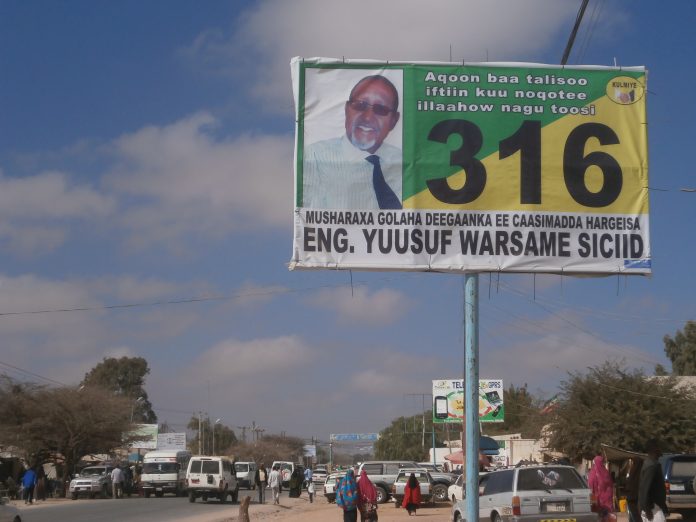 Aqoon baa talisoo
iftiin kuu noqotee
illaahow nagu toosi
KULMIYE
316
MUSHARAXA GOLAHA DEEGAANKA EE CAASIMADDA HARGEISA
ENG. YUUSUF WARSAME SICIID
GPRS